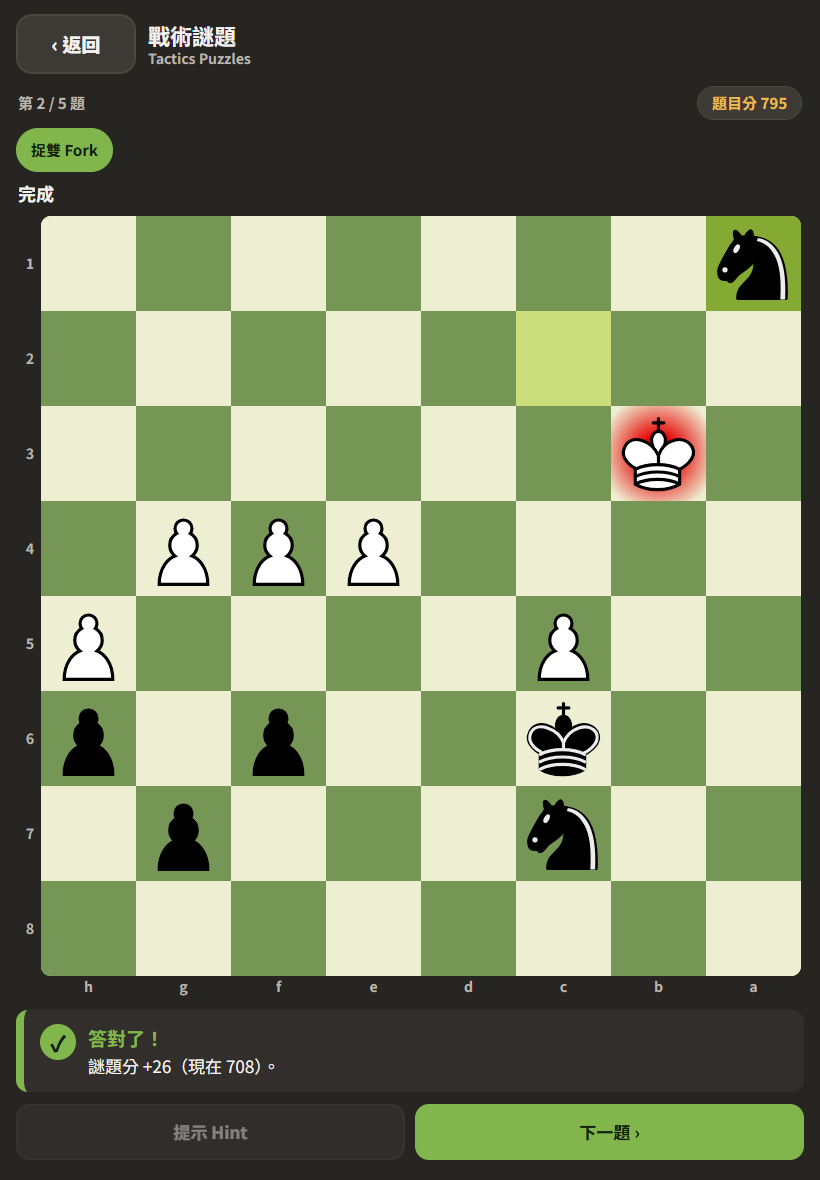 ‹ 返回
戰術謎題
Tactics Puzzles
第 2 / 5 題
題目分 795
捉雙 Fork
完成
1
2
3
4
5
6
7
8
h g f e d c b a
答對了！
謎題分 +26（現在 708）。
提示 Hint
下一題 ›